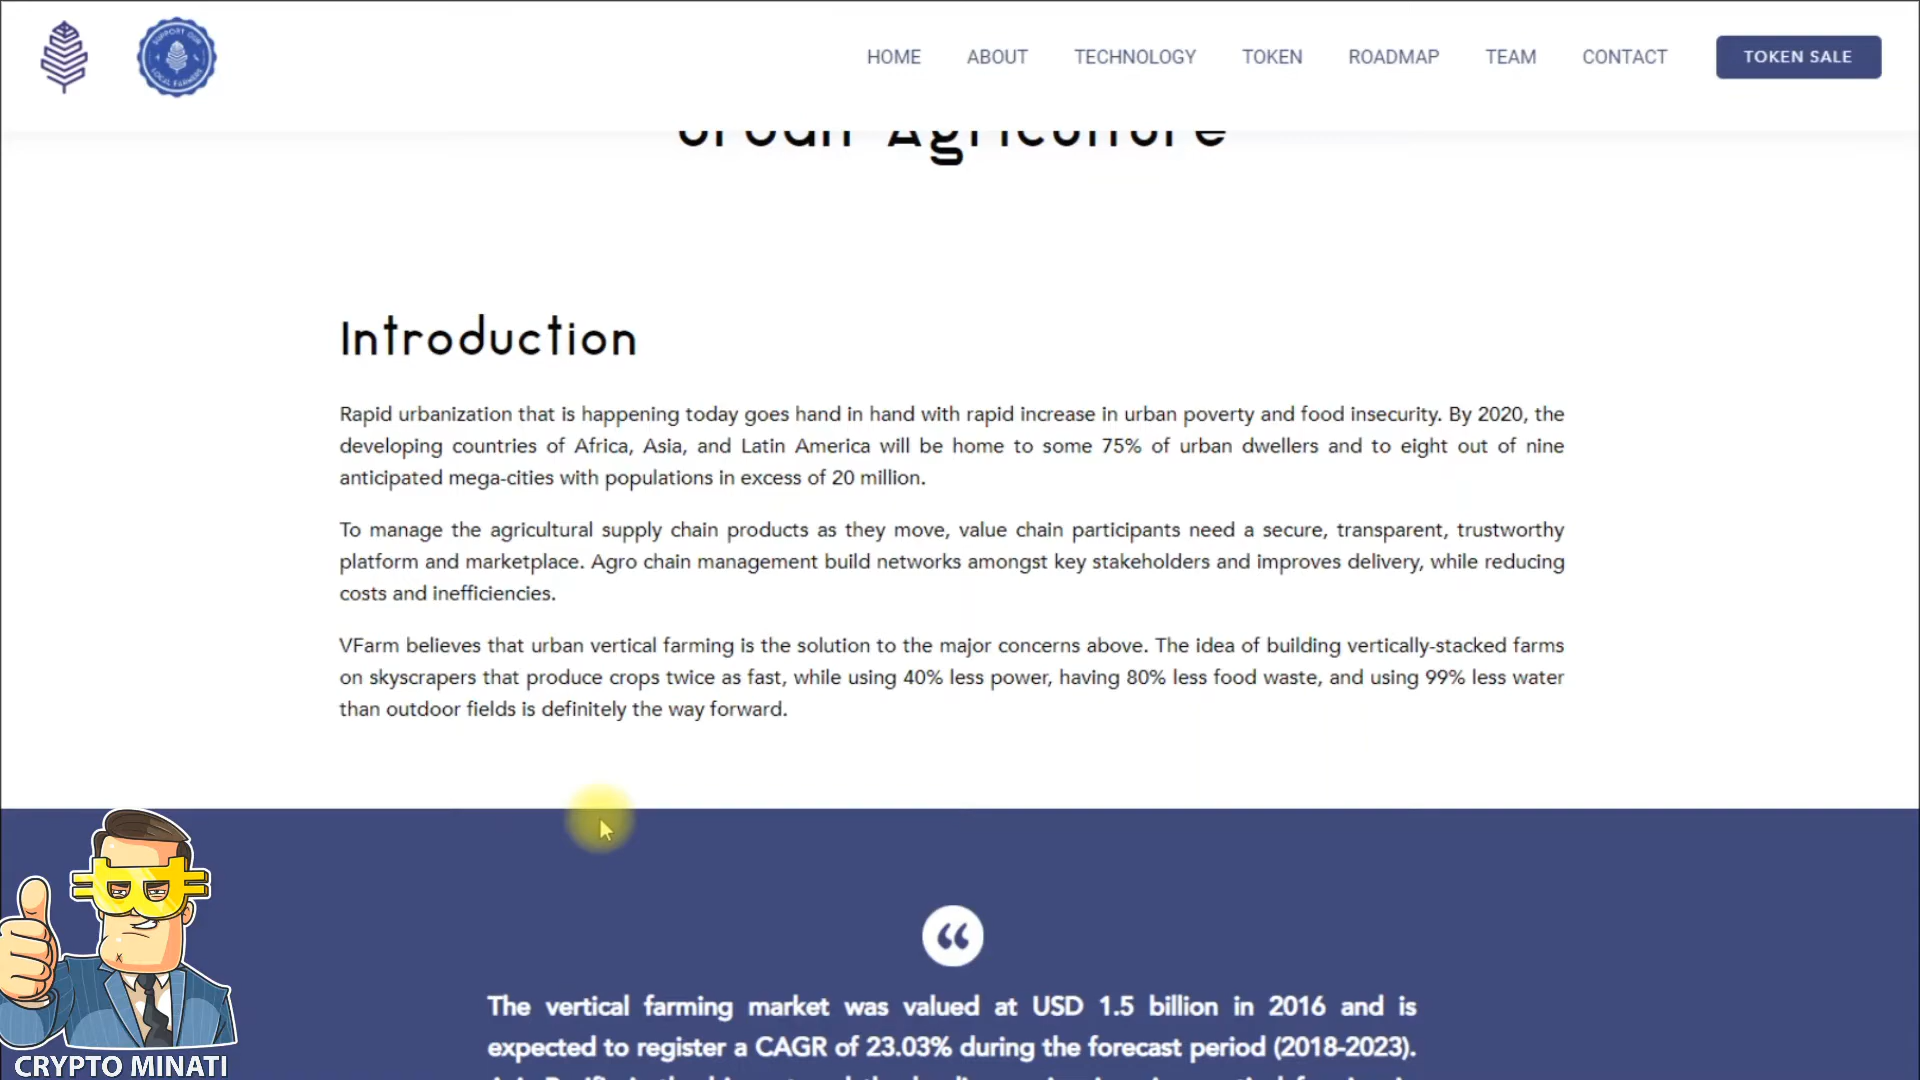 SUPPORT OUR
LOCAL FARMERS
HOME ABOUT TECHNOLOGY TOKEN ROADMAP TEAM CONTACT TOKEN SALE
Urban Agriculture
Introduction
Rapid urbanization that is happening today goes hand in hand with rapid increase in urban poverty and food insecurity. By 2020, the
developing countries of Africa, Asia, and Latin America will be home to some 75% of urban dwellers and to eight out of nine
anticipated mega-cities with populations in excess of 20 million.
To manage the agricultural supply chain products as they move, value chain participants need a secure, transparent, trustworthy
platform and marketplace. Agro chain management build networks amongst key stakeholders and improves delivery, while reducing
costs and inefficiencies.
VFarm believes that urban vertical farming is the solution to the major concerns above. The idea of building vertically-stacked farms
on skyscrapers that produce crops twice as fast, while using 40% less power, having 80% less food waste, and using 99% less water
than outdoor fields is definitely the way forward.
“
The vertical farming market was valued at USD 1.5 billion in 2016 and is
expected to register a CAGR of 23.03% during the forecast period (2018-2023).
CRYPTO MINATI